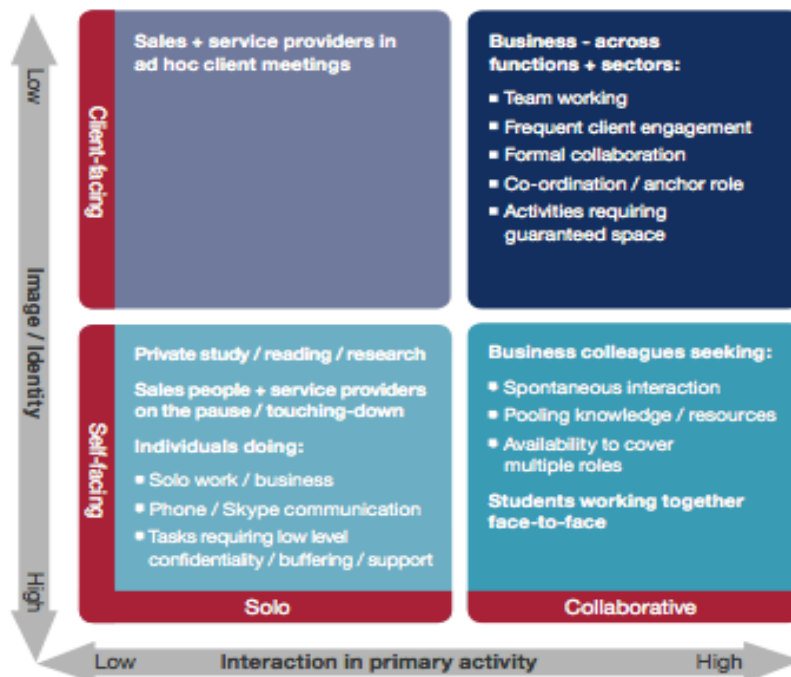 Low
Image / Identity
High
Client-facing
Self-facing
Sales + service providers in
ad hoc client meetings
Business - across
functions + sectors:
▪ Team working
▪ Frequent client engagement
▪ Formal collaboration
▪ Co-ordination / anchor role
▪ Activities requiring
guaranteed space
Private study / reading / research
Sales people + service providers
on the pause / touching-down
Individuals doing:
▪ Solo work / business
▪ Phone / Skype communication
▪ Tasks requiring low level
confidentiality / buffering / support
Business colleagues seeking:
▪ Spontaneous interaction
▪ Pooling knowledge / resources
▪ Availability to cover
multiple roles
Students working together
face-to-face
Solo
Collaborative
Low
Interaction in primary activity
High